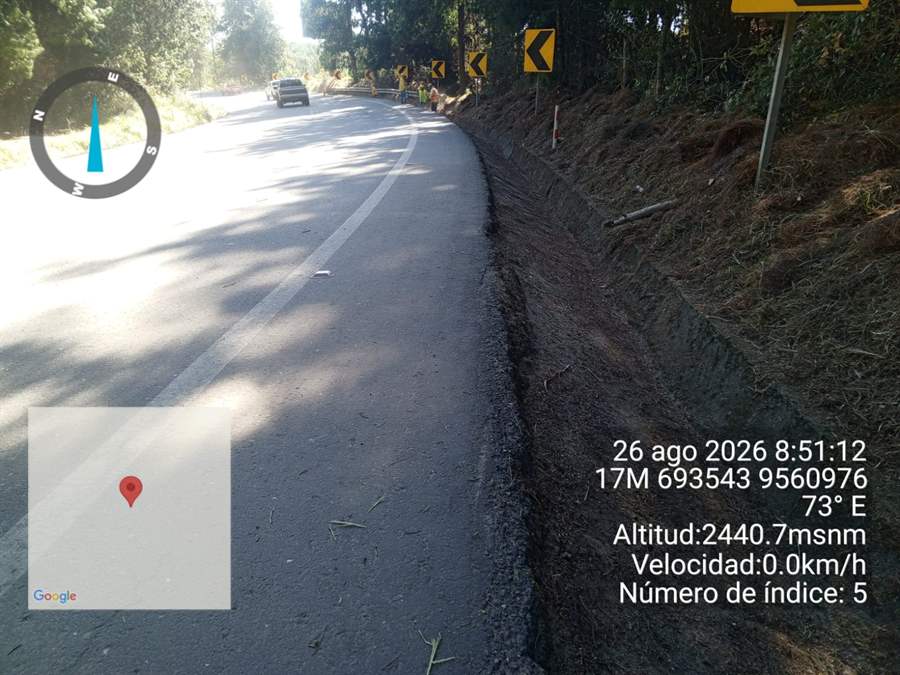 N
E
S
W
26 ago 2026 8:51:12
17M 693543 9560976
73° E
Altitud:2440.7msnm
Velocidad:0.0km/h
Número de índice: 5
Google